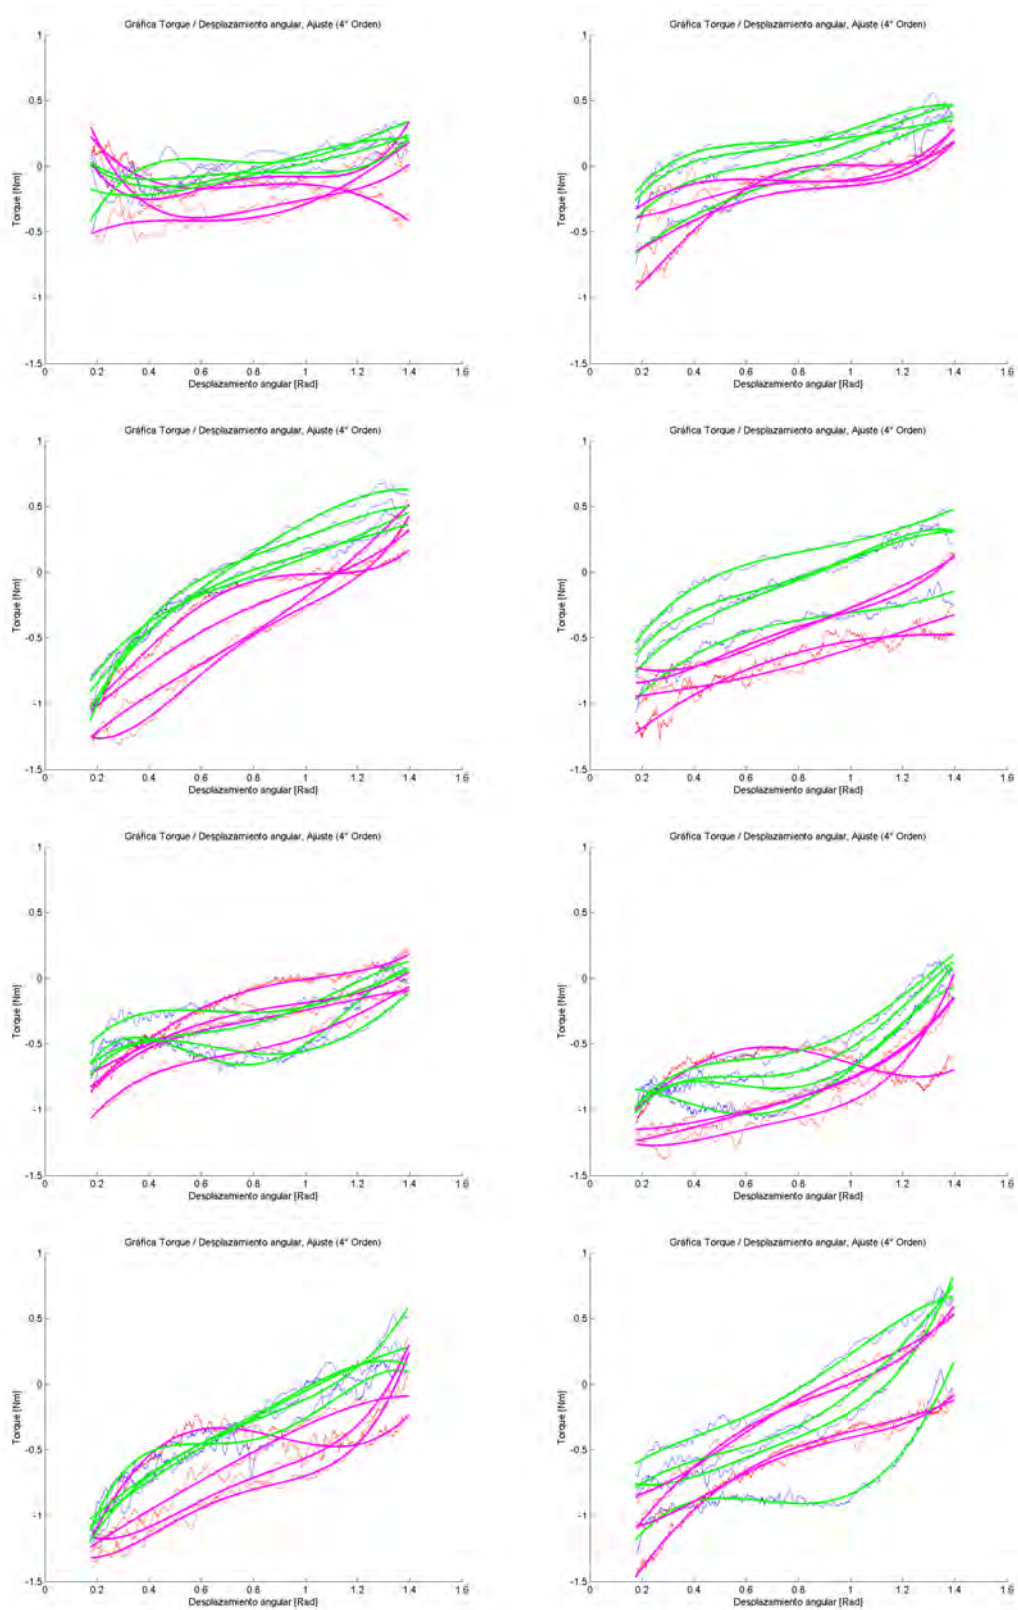 Gráfica Torque / Desplazamiento angular, Ajuste (4° Orden)
1
0.5
0
-0.5
-1
-1.5
Torque [Nm]
0 0.2 0.4 0.6 0.8 1 1.2 1.4 1.6
Desplazamiento angular [Rad]
Gráfica Torque / Desplazamiento angular, Ajuste (4° Orden)
1
0.5
0
-0.5
-1
-1.5
Torque [Nm]
0 0.2 0.4 0.6 0.8 1 1.2 1.4 1.6
Desplazamiento angular [Rad]
Gráfica Torque / Desplazamiento angular, Ajuste (4° Orden)
1
0.5
0
-0.5
-1
-1.5
Torque [Nm]
0 0.2 0.4 0.6 0.8 1 1.2 1.4 1.6
Desplazamiento angular [Rad]
Gráfica Torque / Desplazamiento angular, Ajuste (4° Orden)
1
0.5
0
-0.5
-1
-1.5
Torque [Nm]
0 0.2 0.4 0.6 0.8 1 1.2 1.4 1.6
Desplazamiento angular [Rad]
Gráfica Torque / Desplazamiento angular, Ajuste (4° Orden)
1
0.5
0
-0.5
-1
-1.5
Torque [Nm]
0 0.2 0.4 0.6 0.8 1 1.2 1.4 1.6
Desplazamiento angular [Rad]
Gráfica Torque / Desplazamiento angular, Ajuste (4° Orden)
1
0.5
0
-0.5
-1
-1.5
Torque [Nm]
0 0.2 0.4 0.6 0.8 1 1.2 1.4 1.6
Desplazamiento angular [Rad]
Gráfica Torque / Desplazamiento angular, Ajuste (4° Orden)
1
0.5
0
-0.5
-1
-1.5
Torque [Nm]
0 0.2 0.4 0.6 0.8 1 1.2 1.4 1.6
Desplazamiento angular [Rad]
Gráfica Torque / Desplazamiento angular, Ajuste (4° Orden)
1
0.5
0
-0.5
-1
-1.5
Torque [Nm]
0 0.2 0.4 0.6 0.8 1 1.2 1.4 1.6
Desplazamiento angular [Rad]